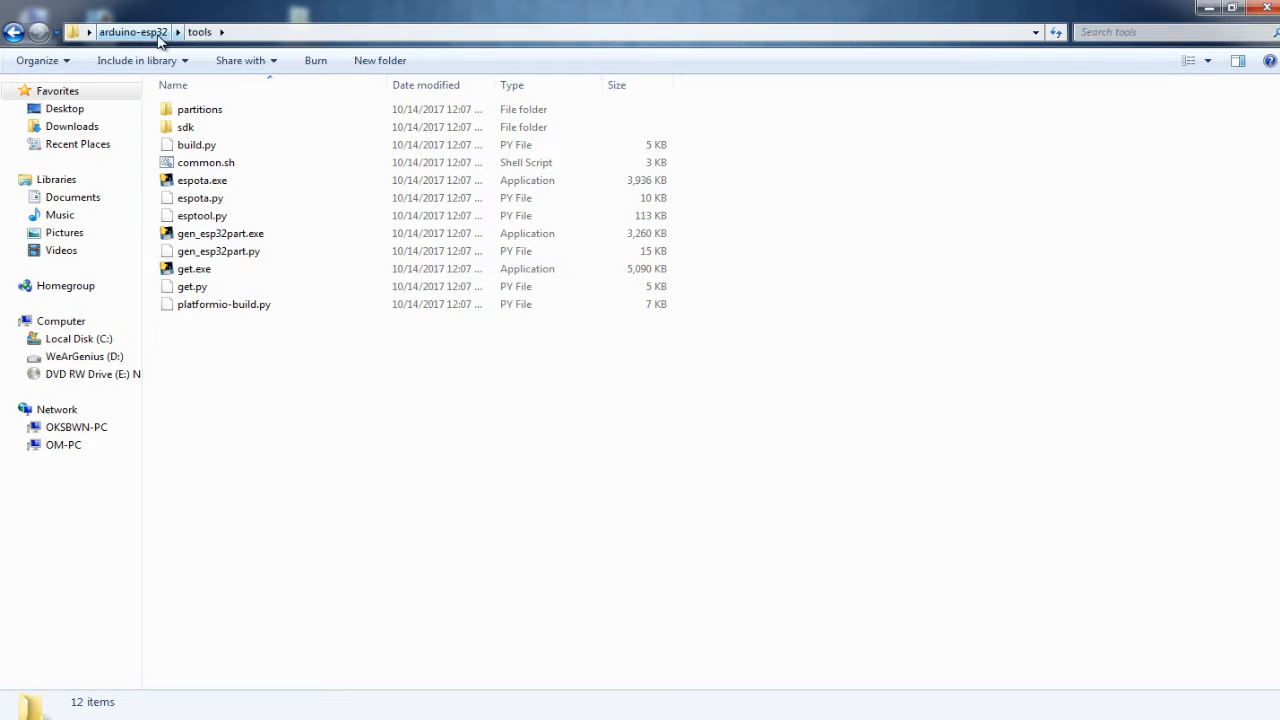 arduino-esp32 tools
Search tools
Organize Include in library Share with Burn New folder
Name Date modified Type Size
Favorites
Desktop
Downloads
Recent Places
Libraries
Documents
Music
Pictures
Videos
Homegroup
Computer
Local Disk (C:)
WeArGenius (D:)
DVD RW Drive (E:) N
Network
OKSBWN-PC
OM-PC
partitions 10/14/2017 12:07 ... File folder
sdk 10/14/2017 12:07 ... File folder
build.py 10/14/2017 12:07 ... PY File 5 KB
common.sh 10/14/2017 12:07 ... Shell Script 3 KB
espota.exe 10/14/2017 12:07 ... Application 3,936 KB
espota.py 10/14/2017 12:07 ... PY File 10 KB
esptool.py 10/14/2017 12:07 ... PY File 113 KB
gen_esp32part.exe 10/14/2017 12:07 ... Application 3,260 KB
gen_esp32part.py 10/14/2017 12:07 ... PY File 15 KB
get.exe 10/14/2017 12:07 ... Application 5,090 KB
get.py 10/14/2017 12:07 ... PY File 5 KB
platformio-build.py 10/14/2017 12:07 ... PY File 7 KB
12 items